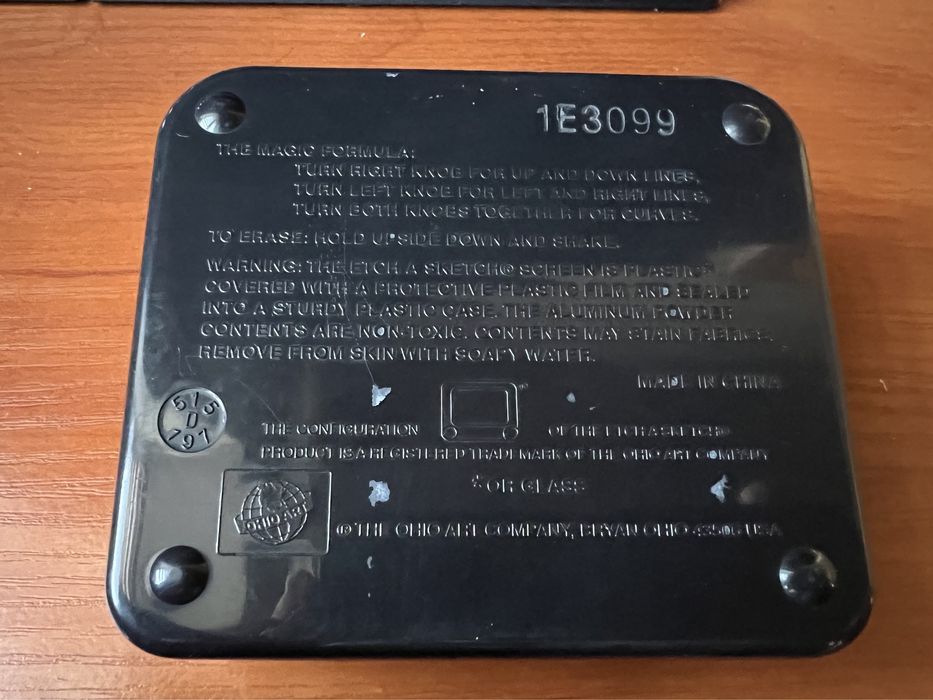 1E3099
THE MAGIC FORMULA:
TURN RIGHT KNOB FOR UP AND DOWN LINES,
TURN LEFT KNOB FOR LEFT AND RIGHT LINES,
TURN BOTH KNOBS TOGETHER FOR CURVES.
TO ERASE: HOLD UPSIDE DOWN AND SHAKE.
WARNING: THE ETCH A SKETCH® SCREEN IS PLASTIC*
COVERED WITH A PROTECTIVE PLASTIC FILM AND SEALED
INTO A STURDY PLASTIC CASE. THE ALUMINUM POWDER
CONTENTS ARE NON-TOXIC. CONTENTS MAY STAIN FABRICS.
REMOVE FROM SKIN WITH SOAPY WATER.
MADE IN CHINA
515
D
797
THE CONFIGURATION ® OF THE ETCH A SKETCH®
PRODUCT IS A REGISTERED TRADEMARK OF THE OHIO ART COMPANY
* OR GLASS
OHIO ART
© THE OHIO ART COMPANY, BRYAN OHIO 43506 USA